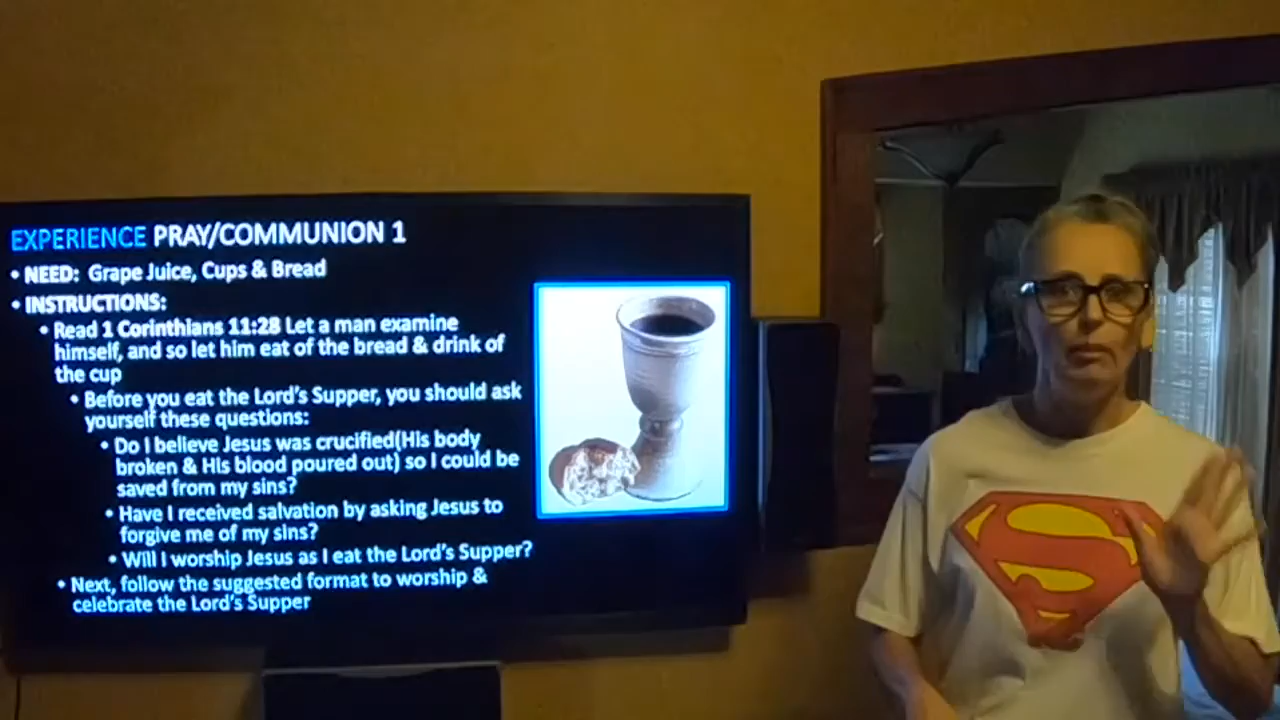 EXPERIENCE PRAY/COMMUNION 1
• NEED: Grape Juice, Cups & Bread
• INSTRUCTIONS:
• Read 1 Corinthians 11:28 Let a man examine
himself, and so let him eat of the bread & drink of
the cup
• Before you eat the Lord's Supper, you should ask
yourself these questions:
• Do I believe Jesus was crucified(His body
broken & His blood poured out) so I could be
saved from my sins?
• Have I received salvation by asking Jesus to
forgive me of my sins?
• Will I worship Jesus as I eat the Lord's Supper?
• Next, follow the suggested format to worship &
celebrate the Lord's Supper
S